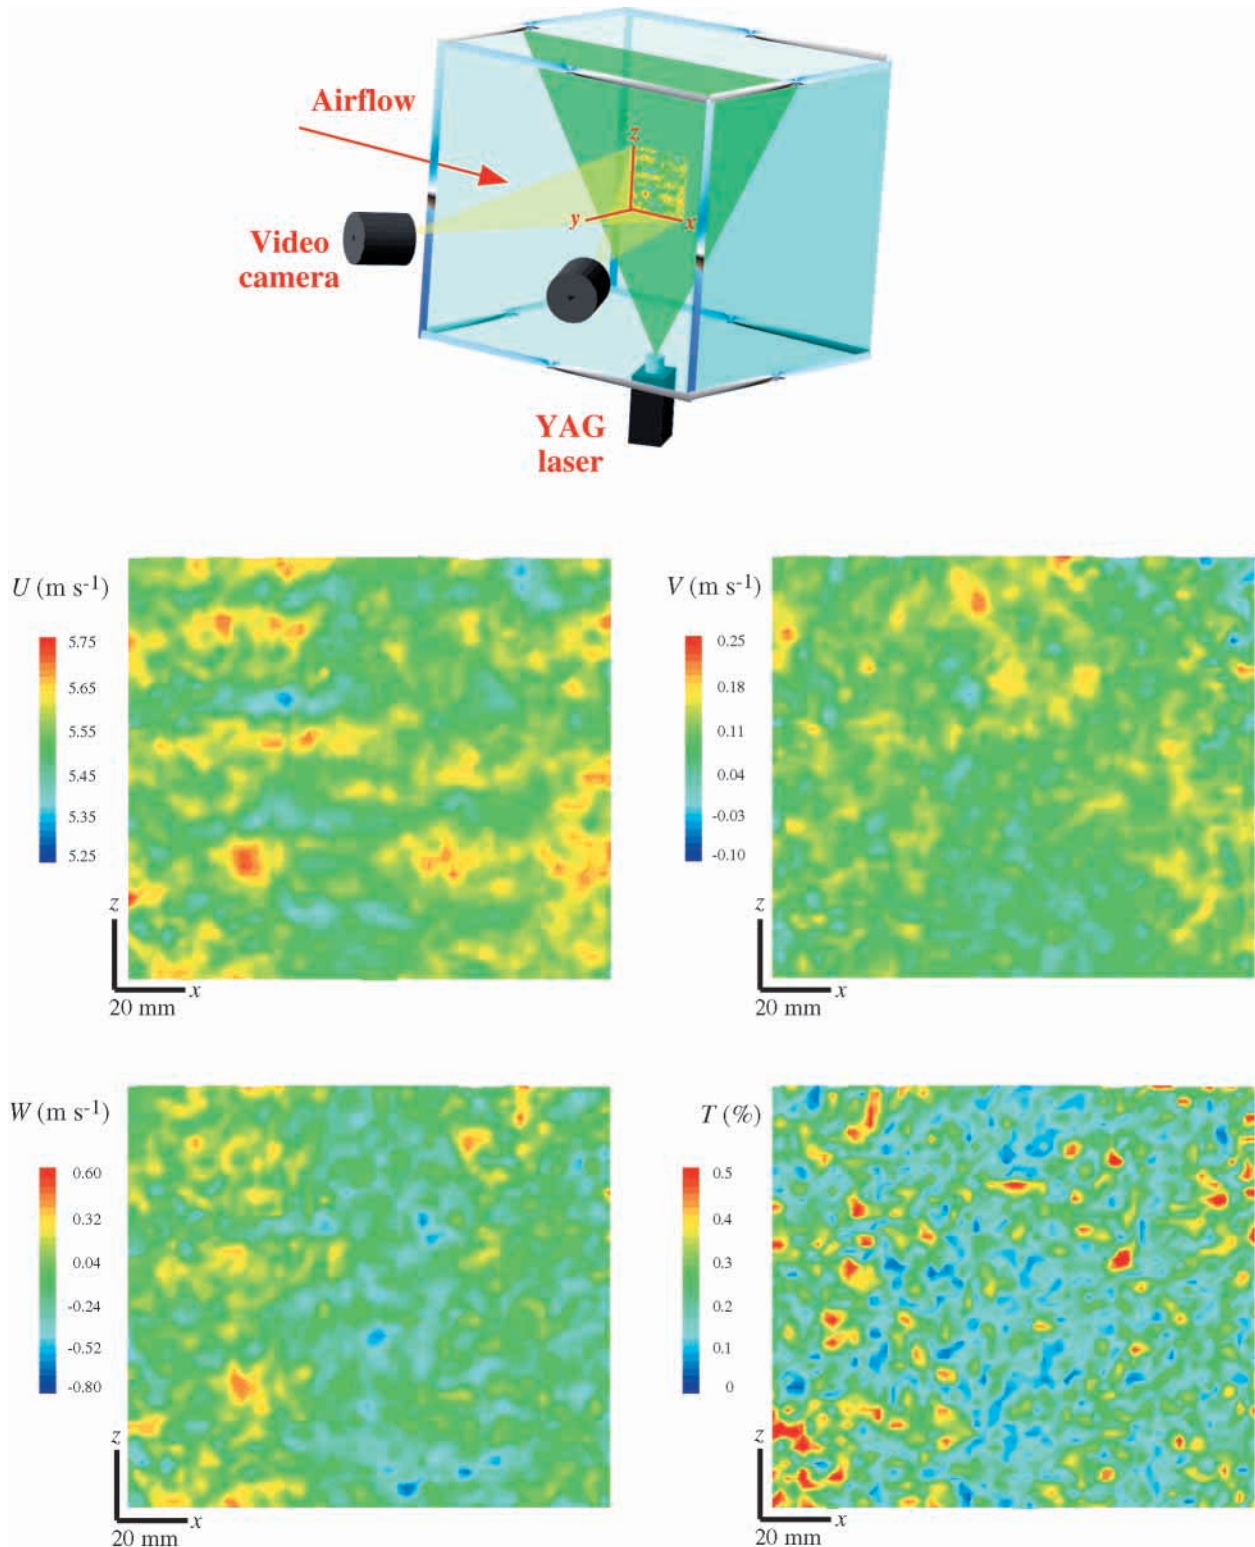 Airflow
z
y
x
Video
camera
YAG
laser
U (m s-1)
5.75
5.65
5.55
5.45
5.35
5.25
z
x
20 mm
V (m s-1)
0.25
0.18
0.11
0.04
-0.03
-0.10
z
x
20 mm
W (m s-1)
0.60
0.32
0.04
-0.24
-0.52
-0.80
z
x
20 mm
T (%)
0.5
0.4
0.3
0.2
0.1
0
z
x
20 mm